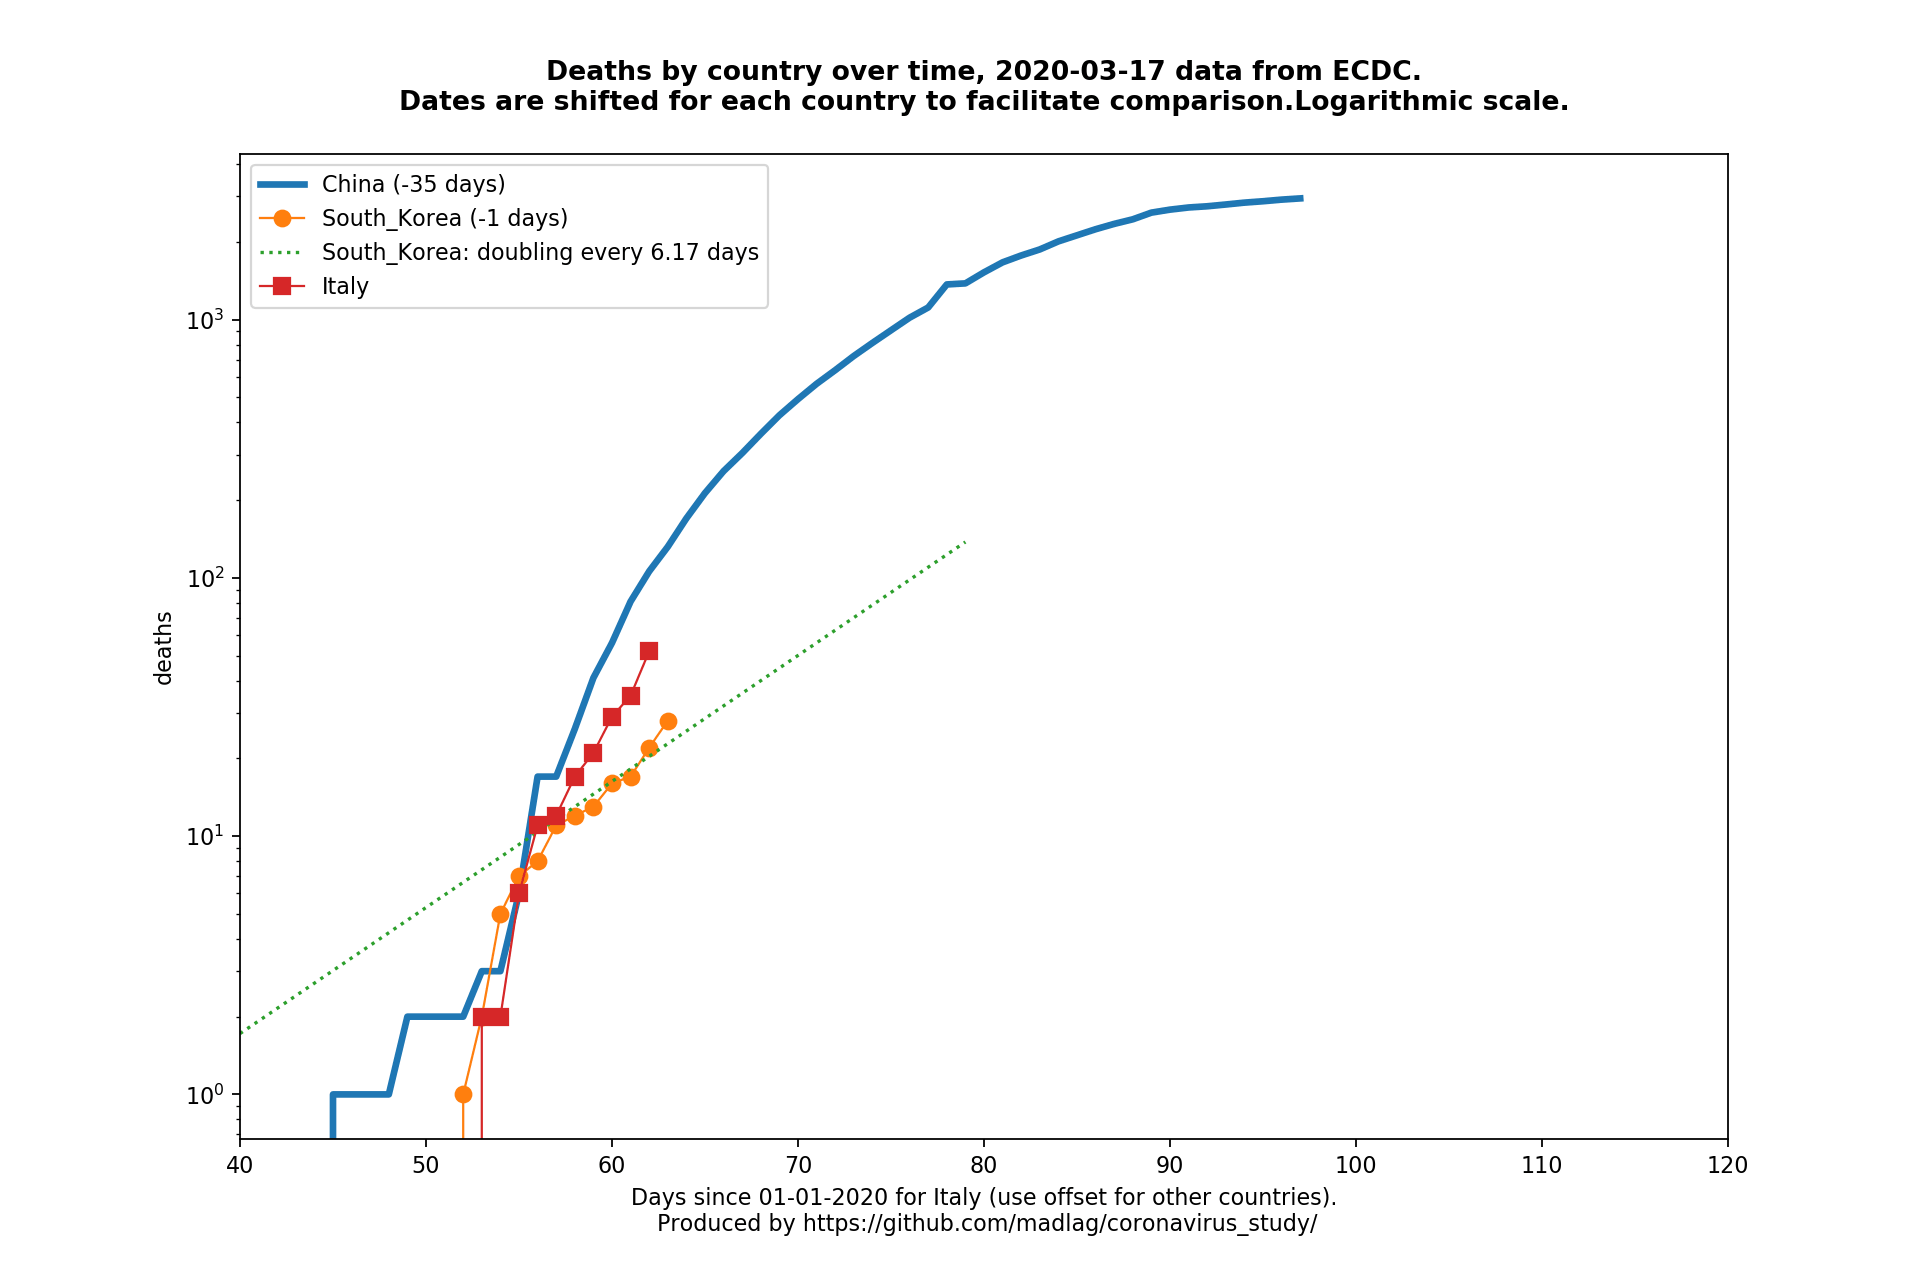 Deaths by country over time, 2020-03-17 data from ECDC.
Dates are shifted for each country to facilitate comparison.Logarithmic scale.
China (-35 days)
South_Korea (-1 days)
South_Korea: doubling every 6.17 days
Italy
10³
10²
10¹
10⁰
deaths
40 50 60 70 80 90 100 110 120
Days since 01-01-2020 for Italy (use offset for other countries).
Produced by https://github.com/madlag/coronavirus_study/